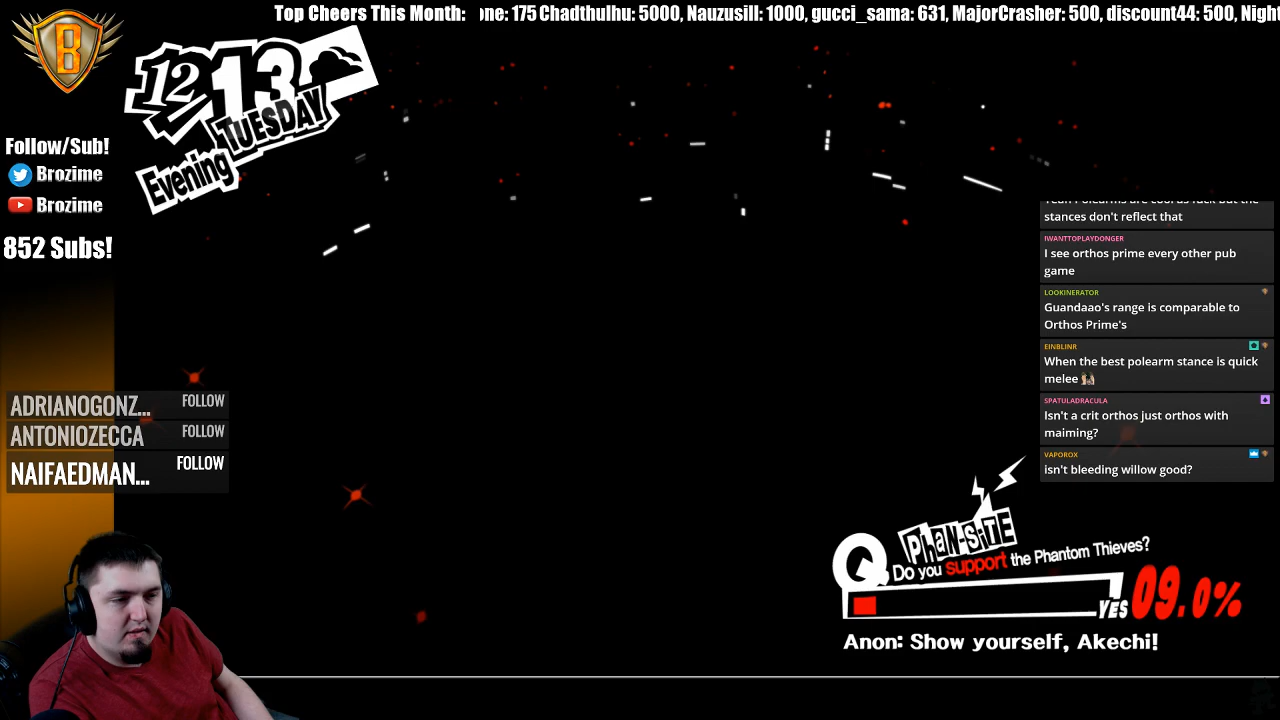 Top Cheers This Month: one: 175 Chadthulhu: 5000, Nauzusill: 1000, gucci_sama: 631, MajorCrasher: 500, discount44: 500, Night
B
12 13
TUESDAY
Evening
Follow/Sub!
Brozime
Brozime
852 Subs!
stances don't reflect that
IWANTTOPLAYDONGER
I see orthos prime every other pub
game
LOOKINERATOR
Guandaao's range is comparable to
Orthos Prime's
EINBLINR
When the best polearm stance is quick
melee
SPATULADRACULA
Isn't a crit orthos just orthos with
maiming?
VAPOROX
isn't bleeding willow good?
ADRIANOGONZ... FOLLOW
ANTONIOZECCA FOLLOW
NAIFAEDMAN... FOLLOW
PHAN-SITE
Q Do you support the Phantom Thieves?
YES 09.0%
Anon: Show yourself, Akechi!